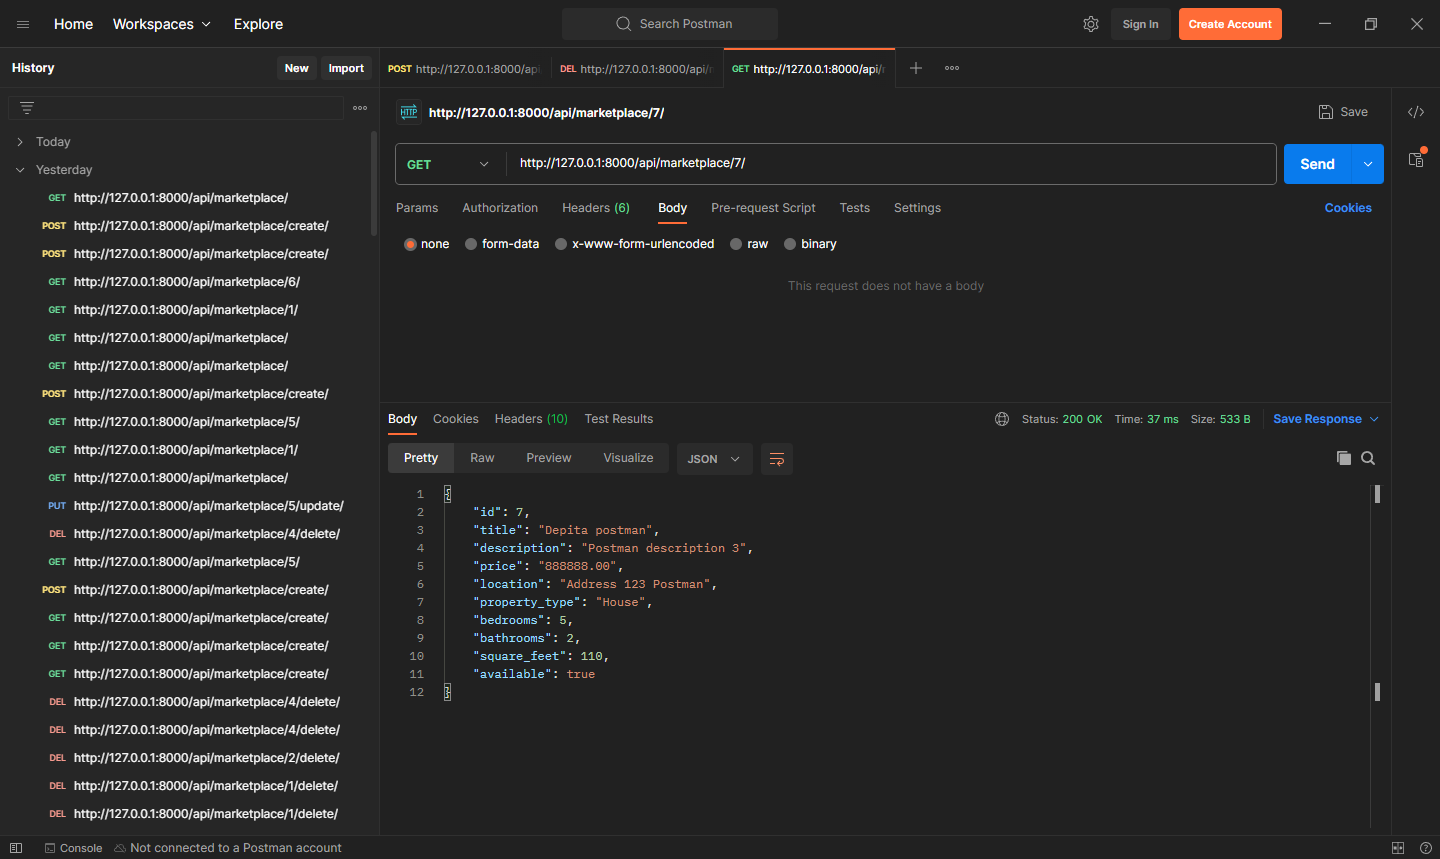 Home Workspaces Explore Search Postman Sign In Create Account
History New Import
POST http://127.0.0.1:8000/api DEL http://127.0.0.1:8000/api/ GET http://127.0.0.1:8000/api/
HTTP http://127.0.0.1:8000/api/marketplace/7/ Save
Today
Yesterday
GET http://127.0.0.1:8000/api/marketplace/
POST http://127.0.0.1:8000/api/marketplace/create/
POST http://127.0.0.1:8000/api/marketplace/create/
GET http://127.0.0.1:8000/api/marketplace/6/
GET http://127.0.0.1:8000/api/marketplace/1/
GET http://127.0.0.1:8000/api/marketplace/
GET http://127.0.0.1:8000/api/marketplace/
POST http://127.0.0.1:8000/api/marketplace/create/
GET http://127.0.0.1:8000/api/marketplace/5/
GET http://127.0.0.1:8000/api/marketplace/1/
GET http://127.0.0.1:8000/api/marketplace/
PUT http://127.0.0.1:8000/api/marketplace/5/update/
DEL http://127.0.0.1:8000/api/marketplace/4/delete/
GET http://127.0.0.1:8000/api/marketplace/5/
POST http://127.0.0.1:8000/api/marketplace/create/
GET http://127.0.0.1:8000/api/marketplace/create/
GET http://127.0.0.1:8000/api/marketplace/create/
GET http://127.0.0.1:8000/api/marketplace/create/
DEL http://127.0.0.1:8000/api/marketplace/4/delete/
DEL http://127.0.0.1:8000/api/marketplace/4/delete/
DEL http://127.0.0.1:8000/api/marketplace/2/delete/
DEL http://127.0.0.1:8000/api/marketplace/1/delete/
DEL http://127.0.0.1:8000/api/marketplace/1/delete/
GET http://127.0.0.1:8000/api/marketplace/7/ Send
Params Authorization Headers (6) Body Pre-request Script Tests Settings Cookies
none form-data x-www-form-urlencoded raw binary
This request does not have a body
Body Cookies Headers (10) Test Results Status: 200 OK Time: 37 ms Size: 533 B Save Response
Pretty Raw Preview Visualize JSON
1 {
2 "id": 7,
3 "title": "Depita postman",
4 "description": "Postman description 3",
5 "price": "888888.00",
6 "location": "Address 123 Postman",
7 "property_type": "House",
8 "bedrooms": 5,
9 "bathrooms": 2,
10 "square_feet": 110,
11 "available": true
12 }
Console Not connected to a Postman account